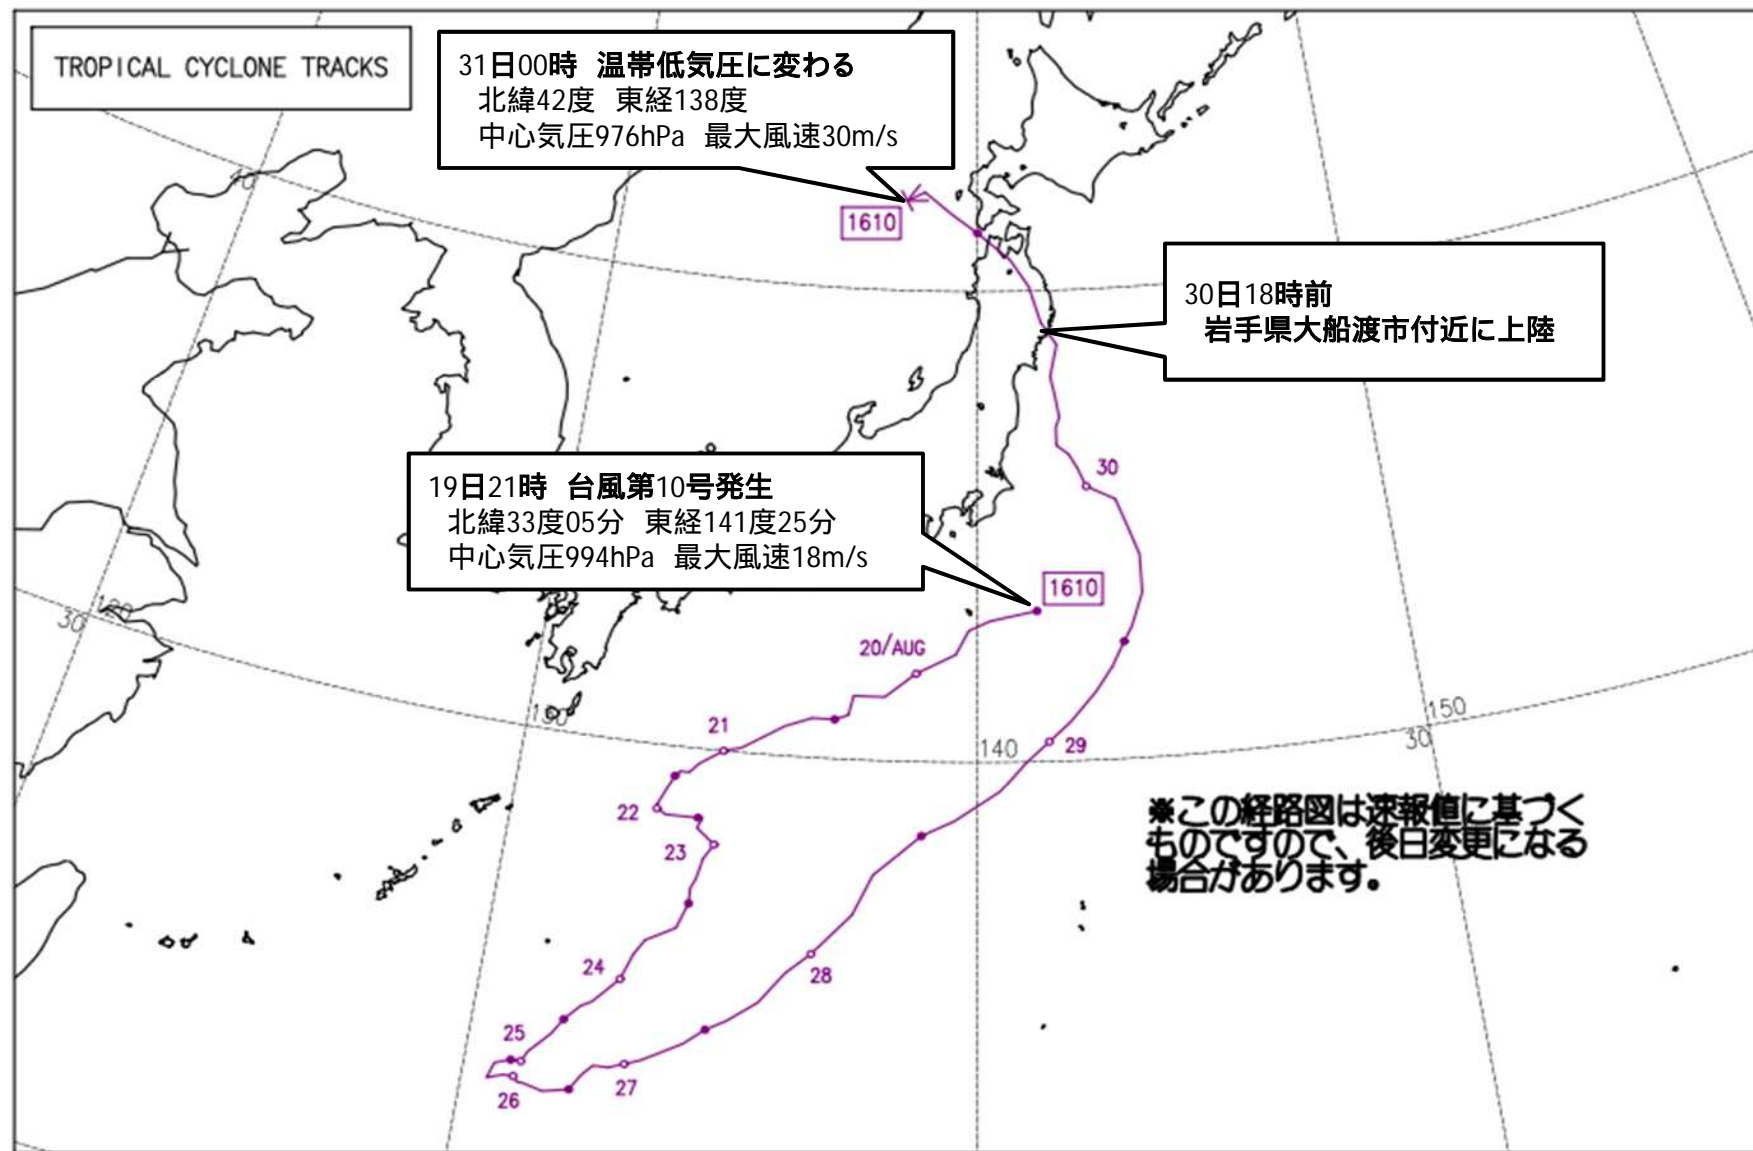 TROPICAL CYCLONE TRACKS
31日00時 温帯低気圧に変わる
北緯42度 東経138度
中心気圧976hPa 最大風速30m/s
40
1610
30日18時前
岩手県大船渡市付近に上陸
19日21時 台風第10号発生
北緯33度05分 東経141度25分
中心気圧994hPa 最大風速18m/s
30
1610
120
30
20/AUG
130
21
140
29
150
30
22
23
※この経路図は速報値に基づく
ものですので、後日変更になる
場合があります。
24
28
25
27
26